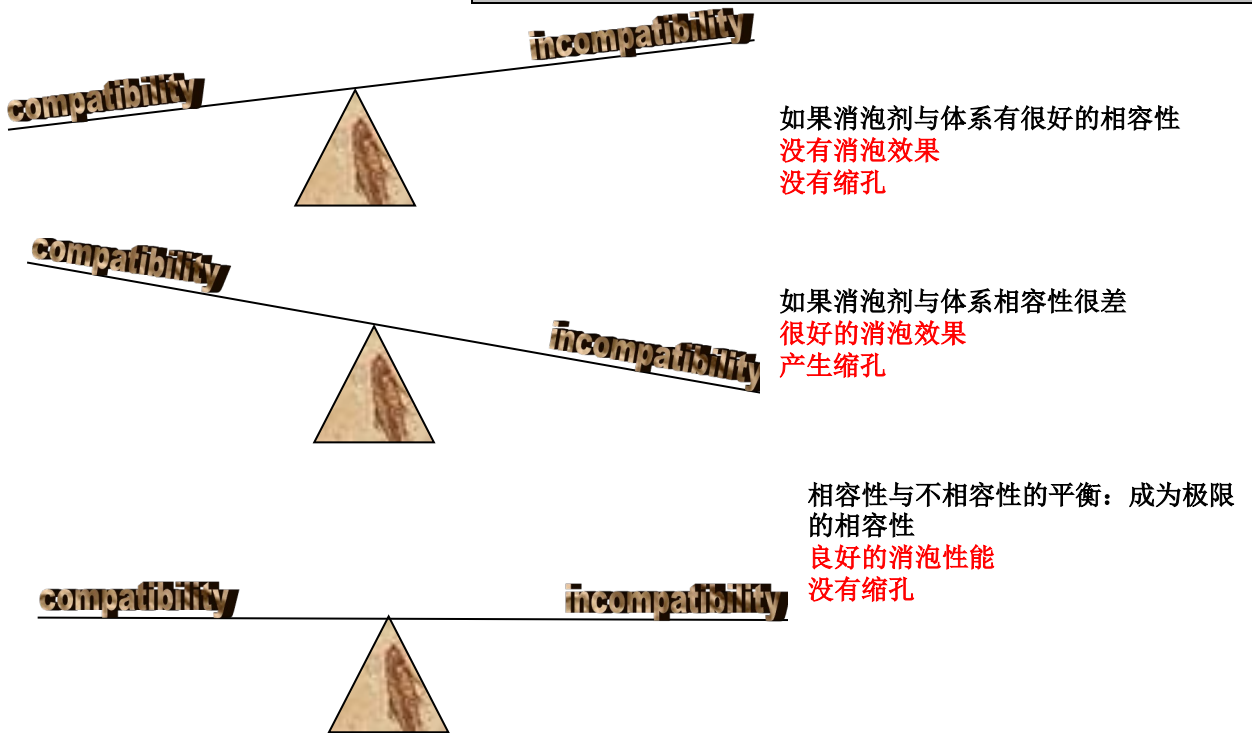 incompatibility
compatibility
如果消泡剂与体系有很好的相容性
没有消泡效果
没有缩孔
compatibility
incompatibility
如果消泡剂与体系相容性很差
很好的消泡效果
产生缩孔
相容性与不相容性的平衡：成为极限
的相容性
良好的消泡性能
没有缩孔
compatibility
incompatibility